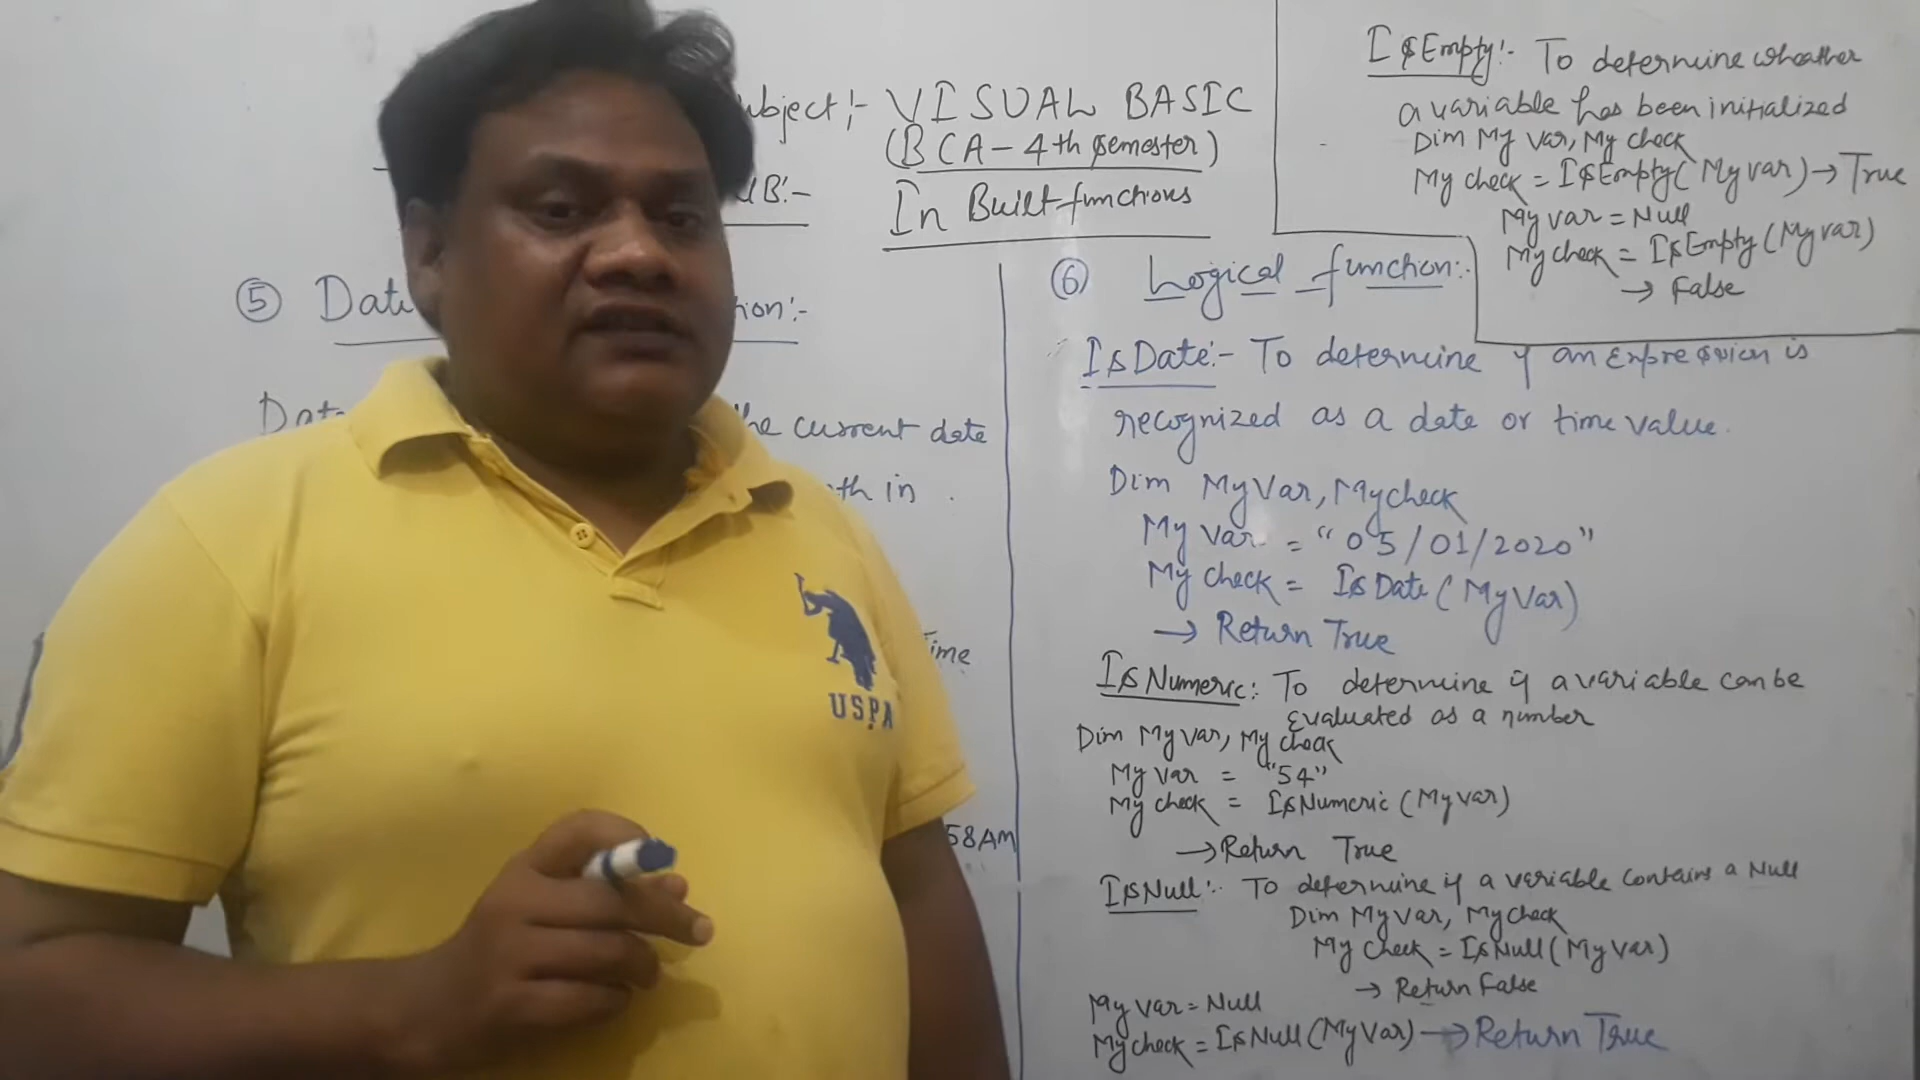 Subject:- VISUAL BASIC
(BCA-4th Semester)
In Built functions
⑤ Date
tion:-
Date
the current date
th in
Time
58AM
USPA
IsEmpty:- To determine wheather
a variable has been initialized
Dim My Var, My check
My check = IsEmpty(My var) → True
My var = Null
My check = IsEmpty(My var)
→ False
⑥ Logical function:-
IsDate:- To determine if an Expression is
recognized as a date or time value.
Dim MyVar, Mycheck
My Var = "05/01/2020"
My check = IsDate(MyVar)
→ Return True
IsNumeric: To determine if a variable can be
Evaluated as a number
Dim My var, My check
My var = "54"
My check = IsNumeric (My var)
→ Return True
IsNull:- To determine if a variable contains a Null
Dim My Var, My Check
My Check = IsNull(My Var)
→ Return False
My var = Null
My check = IsNull(My Var) → Return True